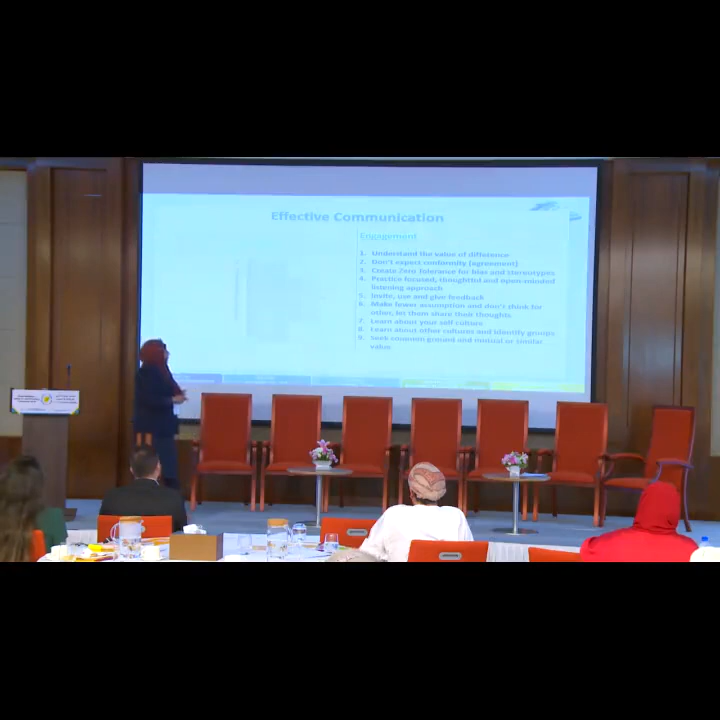 Effective Communication
Engagement
1. Understand the value of difference
2. Don't expect conformity [agreement]
3. Create Zero Tolerance for bias and stereotypes
4. Practice focused, thoughtful and open-minded
listening approach
5. Invite, use and give feedback
6. Make fewer assumption and don't think for
other, let them share their thoughts
7. Learn about your self culture
8. Learn about other cultures and identify groups
9. Seek common ground and mutual or similar
value